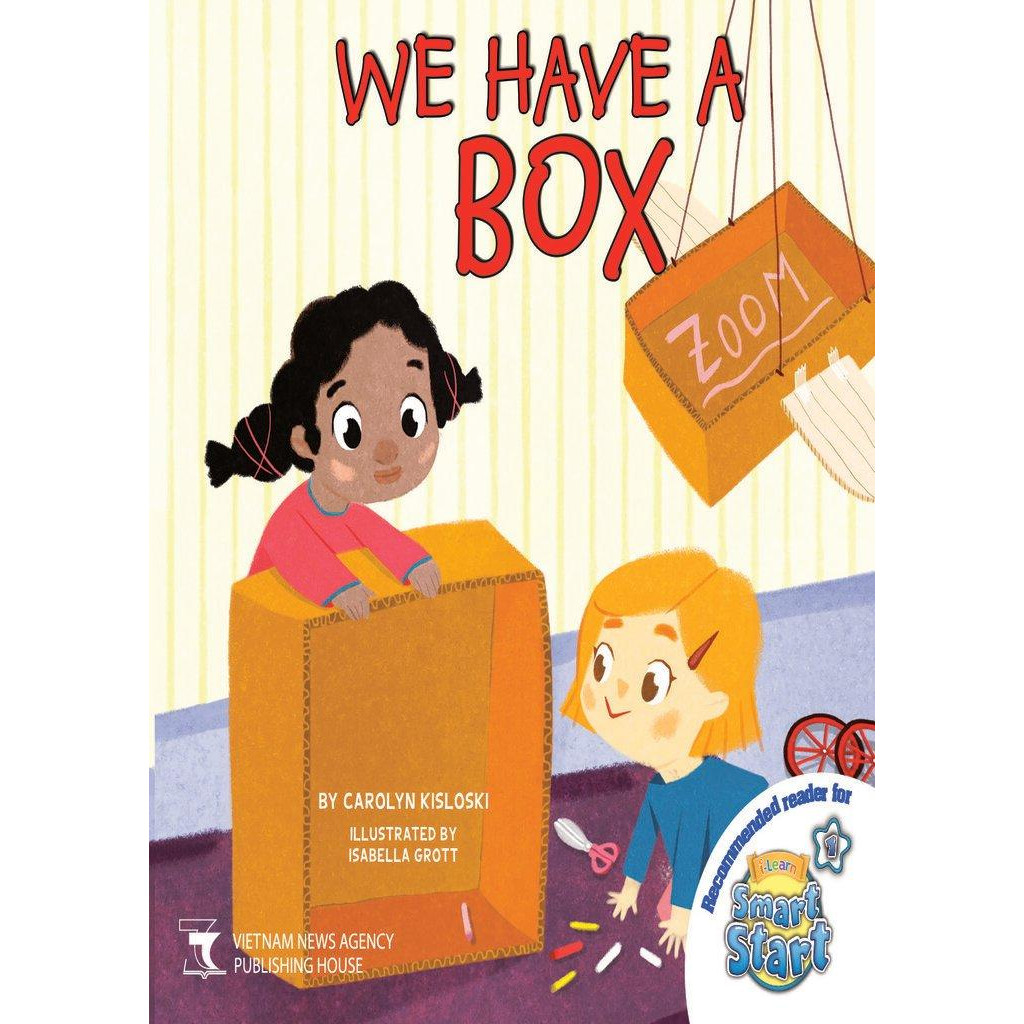 WE HAVE A
BOX
ZOOM
BY CAROLYN KISLOSKI
ILLUSTRATED BY
ISABELLA GROTT
VIETNAM NEWS AGENCY
PUBLISHING HOUSE
Recommended reader for
1
i-Learn
Smart
Start